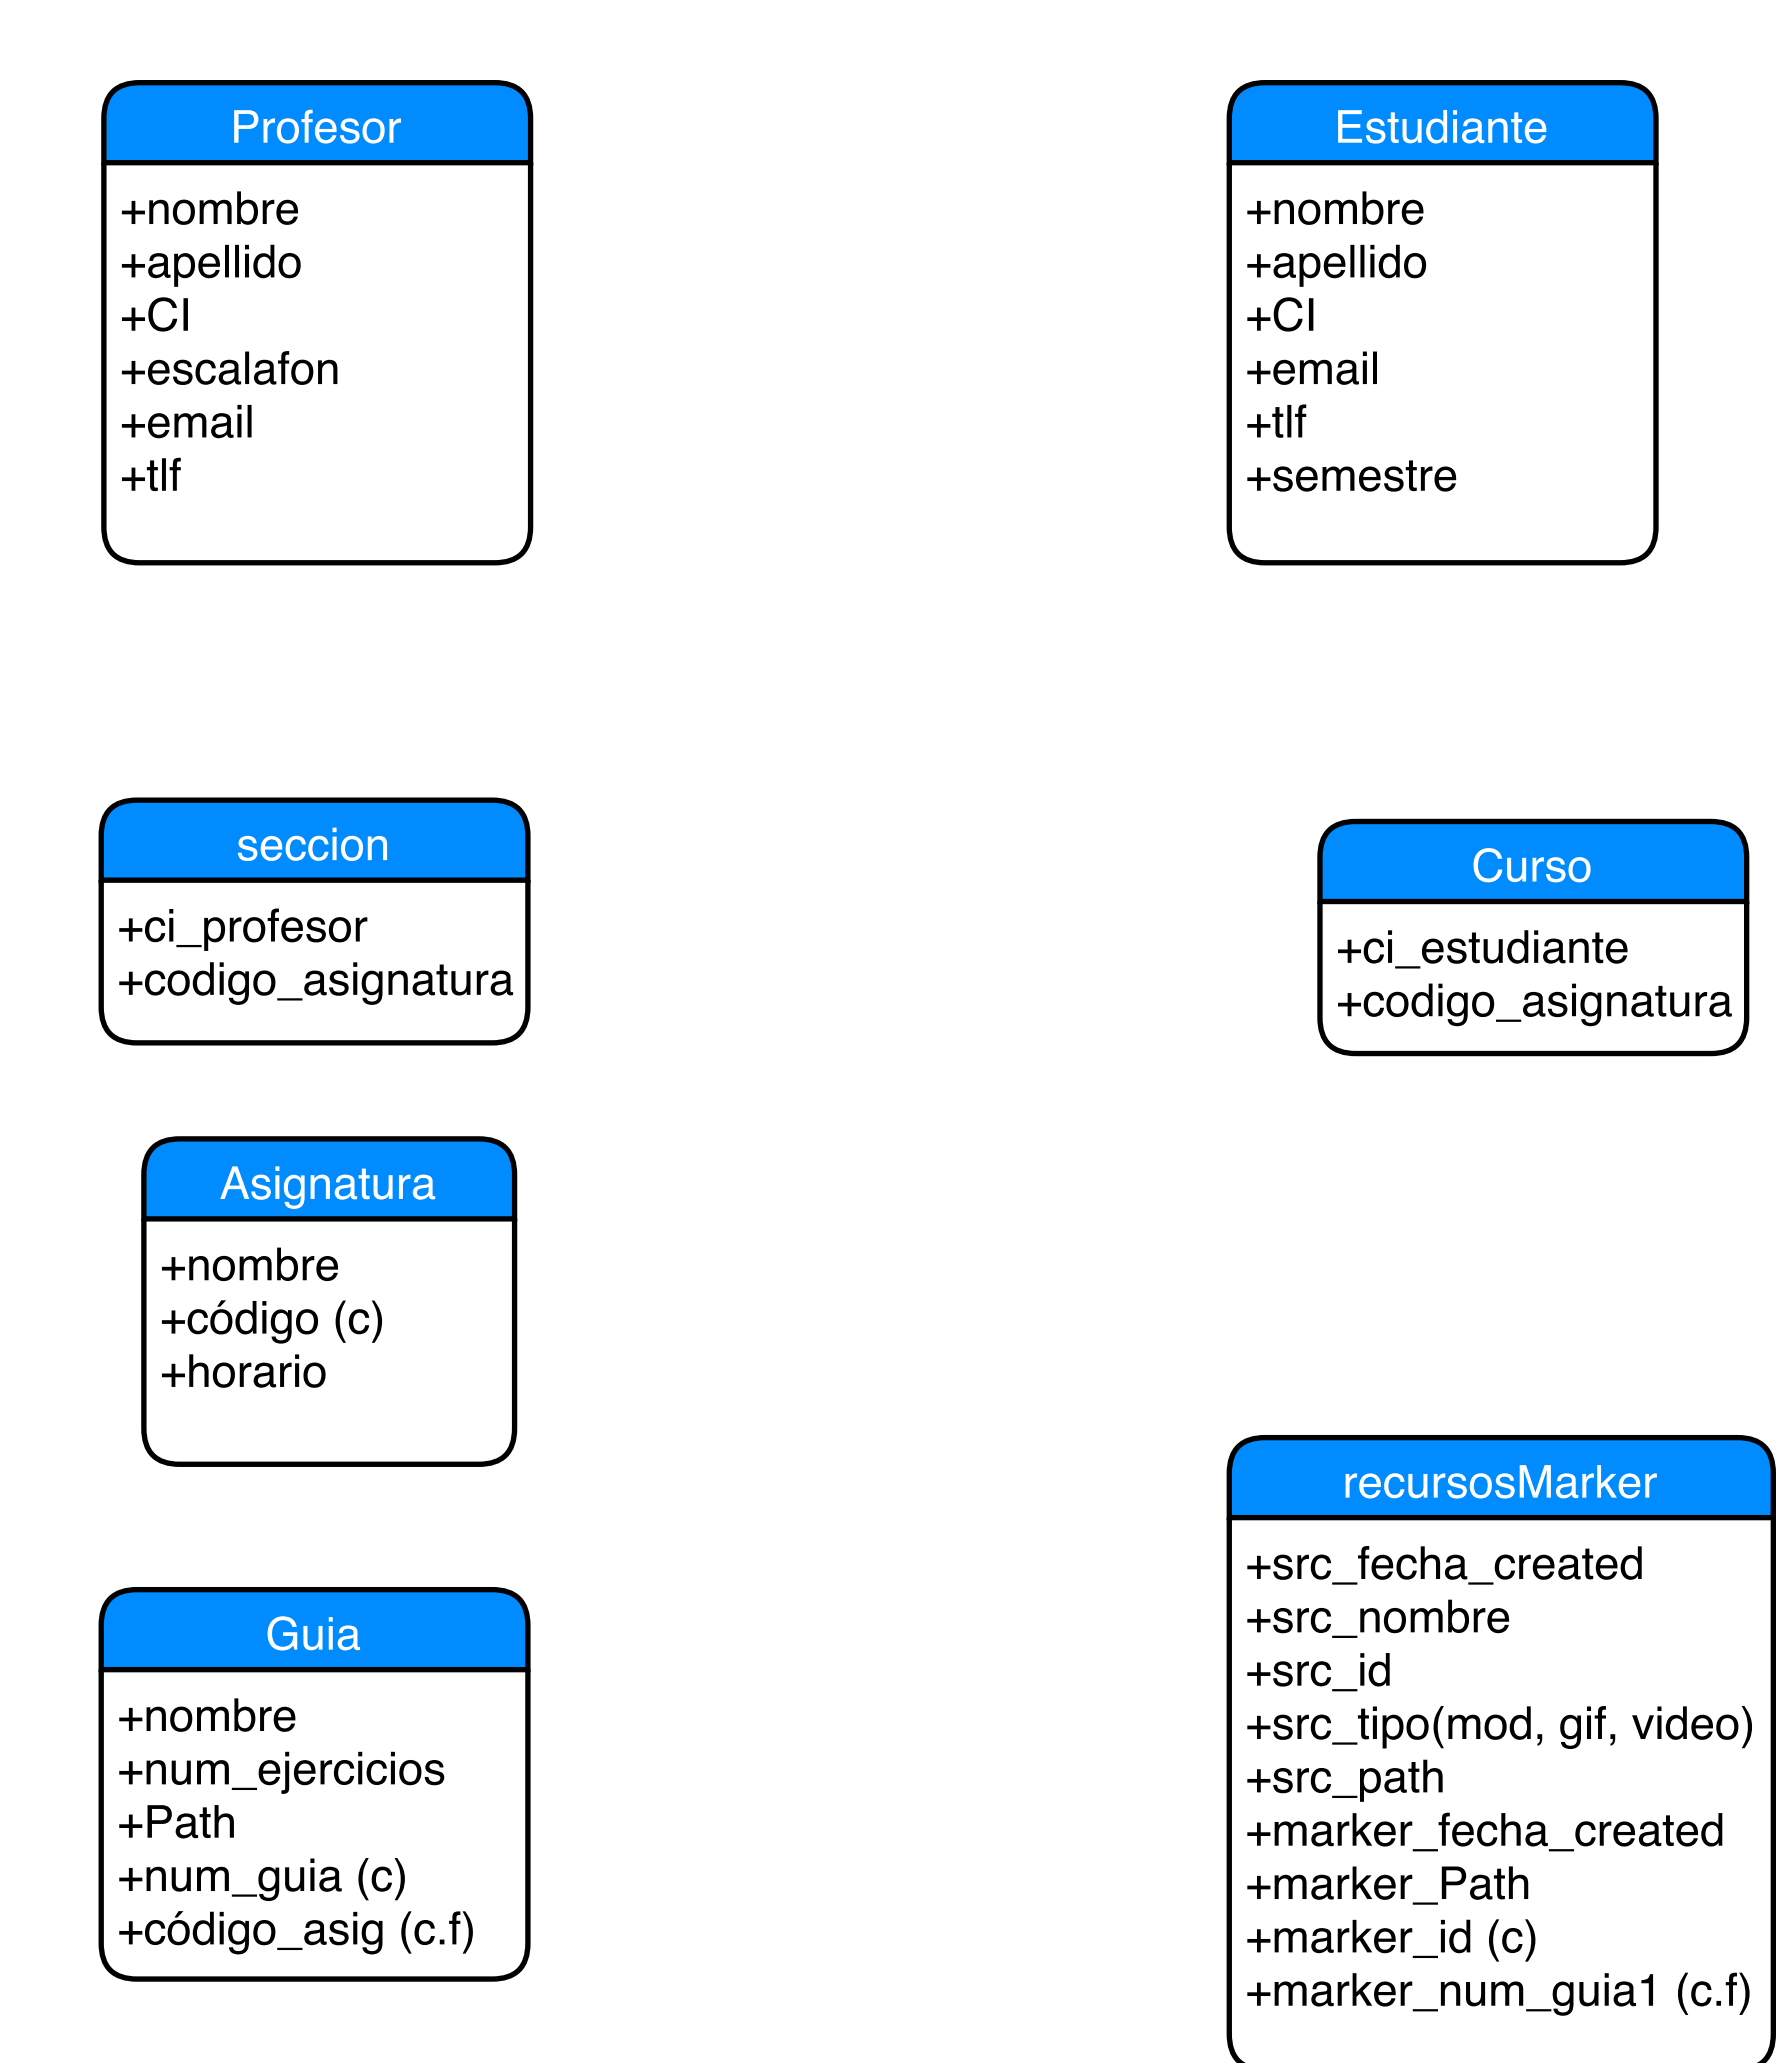 Profesor
+nombre
+apellido
+CI
+escalafon
+email
+tlf
Estudiante
+nombre
+apellido
+CI
+email
+tlf
+semestre
seccion
+ci_profesor
+codigo_asignatura
Curso
+ci_estudiante
+codigo_asignatura
Asignatura
+nombre
+código (c)
+horario
recursosMarker
+src_fecha_created
+src_nombre
+src_id
+src_tipo(mod, gif, video)
+src_path
+marker_fecha_created
+marker_Path
+marker_id (c)
+marker_num_guia1 (c.f)
Guia
+nombre
+num_ejercicios
+Path
+num_guia (c)
+código_asig (c.f)